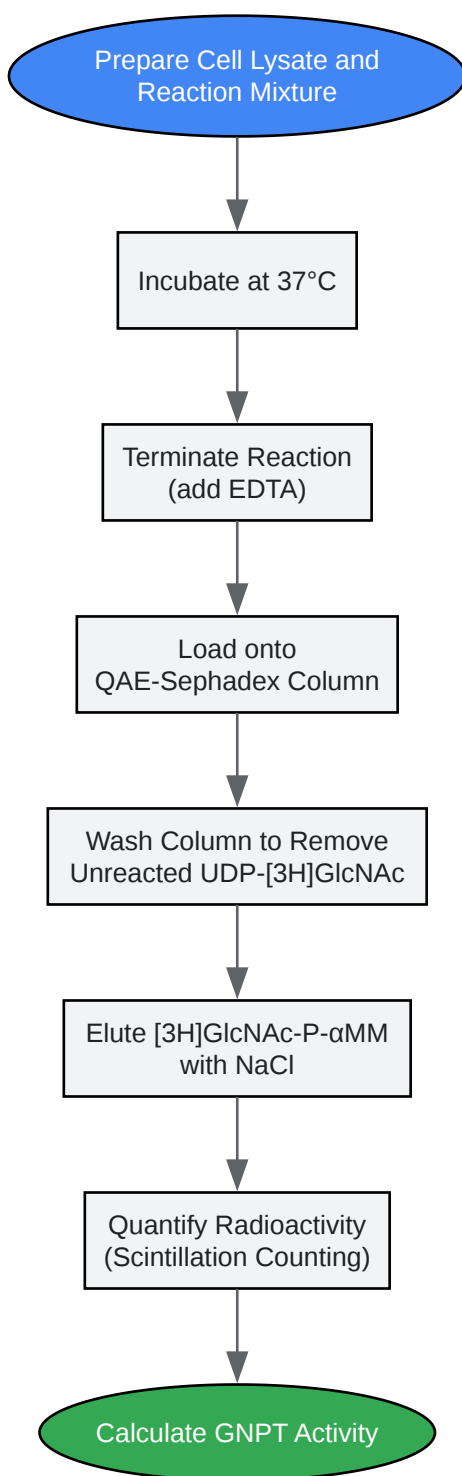 Prepare Cell Lysate and
Reaction Mixture
Incubate at 37°C
Terminate Reaction
(add EDTA)
Load onto
QAE-Sephadex Column
Wash Column to Remove
Unreacted UDP-[3H]GlcNAc
Elute [3H]GlcNAc-P-αMM
with NaCl
Quantify Radioactivity
(Scintillation Counting)
Calculate GNPT Activity